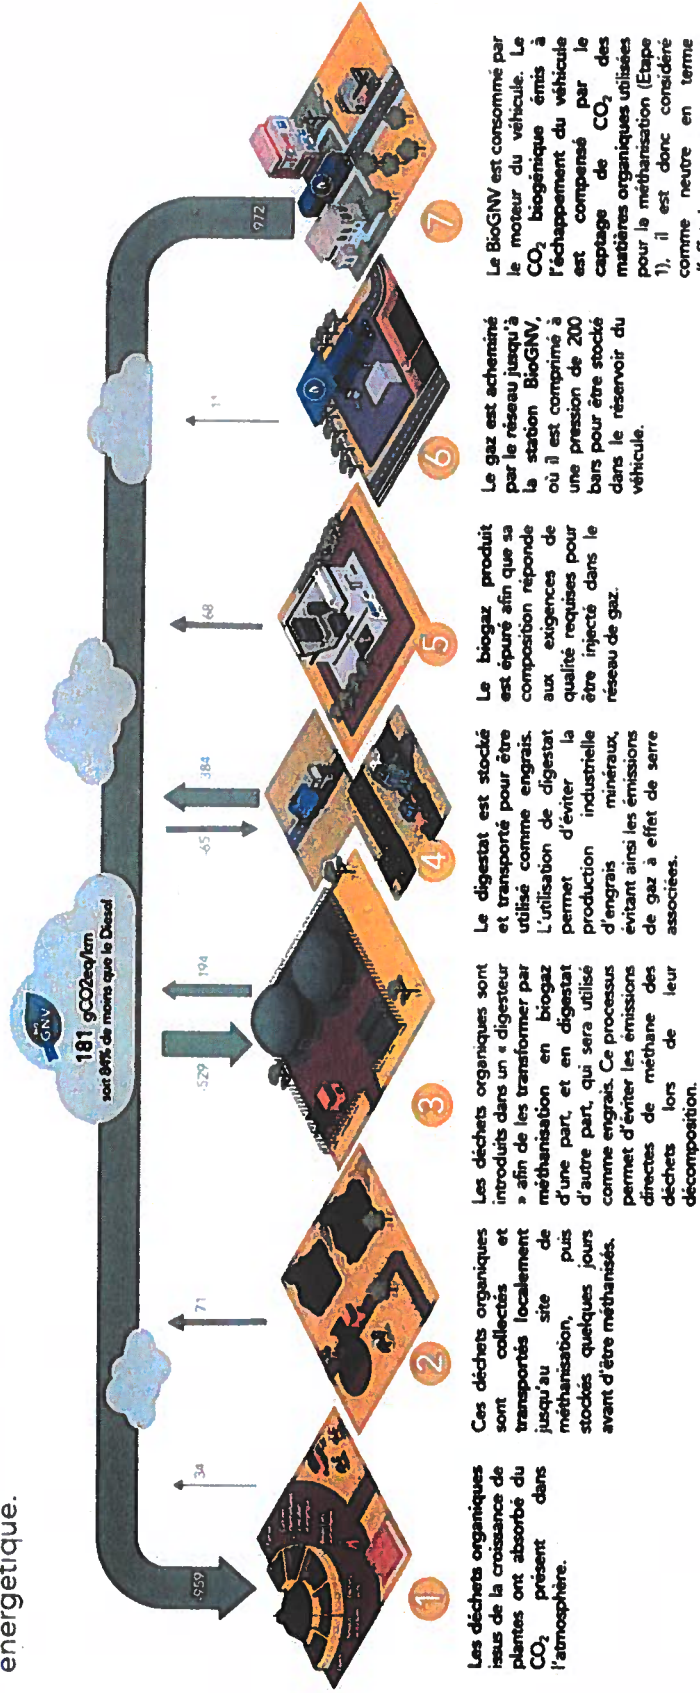 énergétique.
GNV
181 gCO2eq/km
soit 84% de moins que le Diesel
-959
34
71
-529
194
-65
384
68
11
972
1
Les déchets organiques
issus de la croissance de
plantes ont absorbé du
CO₂ présent dans
l'atmosphère.
2
Ces déchets organiques
sont collectés et
transportés localement
jusqu'au site de
méthanisation, puis
stockés quelques jours
avant d'être méthanisés.
3
Les déchets organiques sont
introduits dans un « digesteur
» afin de les transformer par
méthanisation en biogaz
d'une part, et en digestat
d'autre part, qui sera utilisé
comme engrais. Ce processus
permet d'éviter les émissions
directes de méthane des
déchets lors de leur
décomposition.
4
Le digestat est stocké
et transporté pour être
utilisé comme engrais.
L'utilisation de digestat
permet d'éviter la
production industrielle
d'engrais minéraux,
évitant ainsi les émissions
de gaz à effet de serre
associées.
5
Le biogaz produit
est épuré afin que sa
composition réponde
aux exigences de
qualité requises pour
être injecté dans le
réseau de gaz.
6
Le gaz est acheminé
par le réseau jusqu'à
la station BioGNV,
où il est comprimé à
une pression de 200
bars pour être stocké
dans le réservoir du
véhicule.
7
Le BioGNV est consommé par
le moteur du véhicule. Le
CO₂ biogénique émis à
l'échappement du véhicule
est compensé par le
captage de CO₂ des
matières organiques utilisées
pour la méthanisation (Etape
1), il est donc considéré
comme neutre en terme